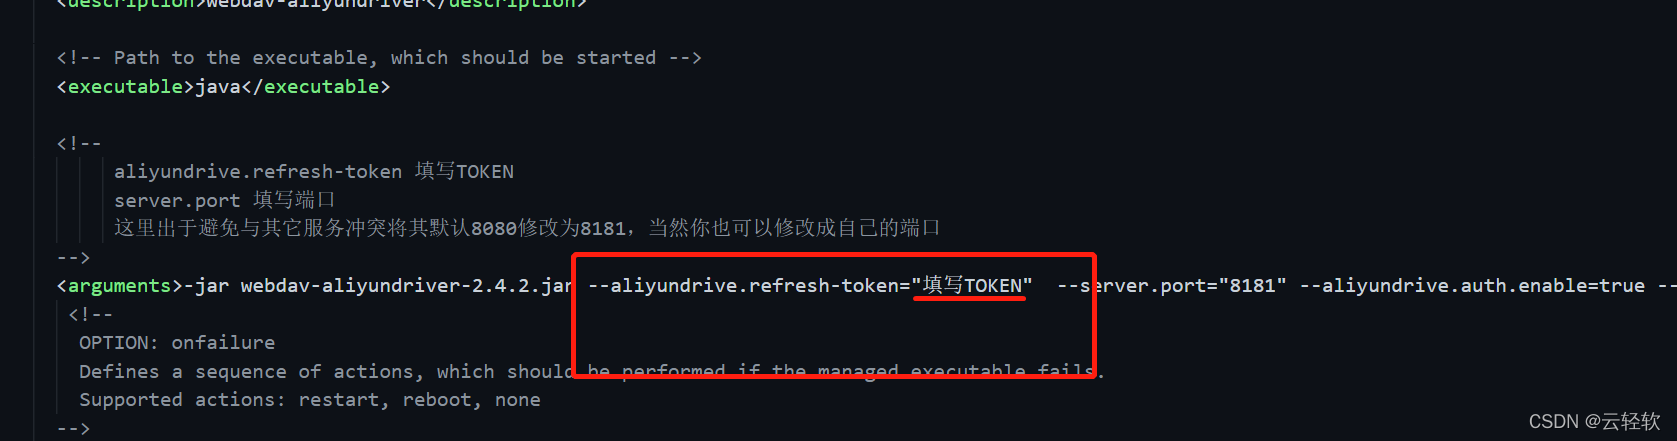 <description>webdav-aliyundriver</description>
<!-- Path to the executable, which should be started -->
<executable>java</executable>
<!--
aliyundrive.refresh-token 填写TOKEN
server.port 填写端口
这里出于避免与其它服务冲突将其默认8080修改为8181，当然你也可以修改成自己的端口
-->
<arguments>-jar webdav-aliyundriver-2.4.2.jar --aliyundrive.refresh-token="填写TOKEN"  --server.port="8181" --aliyundrive.auth.enable=true --
<!--
OPTION: onfailure
Defines a sequence of actions, which should be performed if the managed executable fails.
Supported actions: restart, reboot, none
-->
CSDN @云轻软